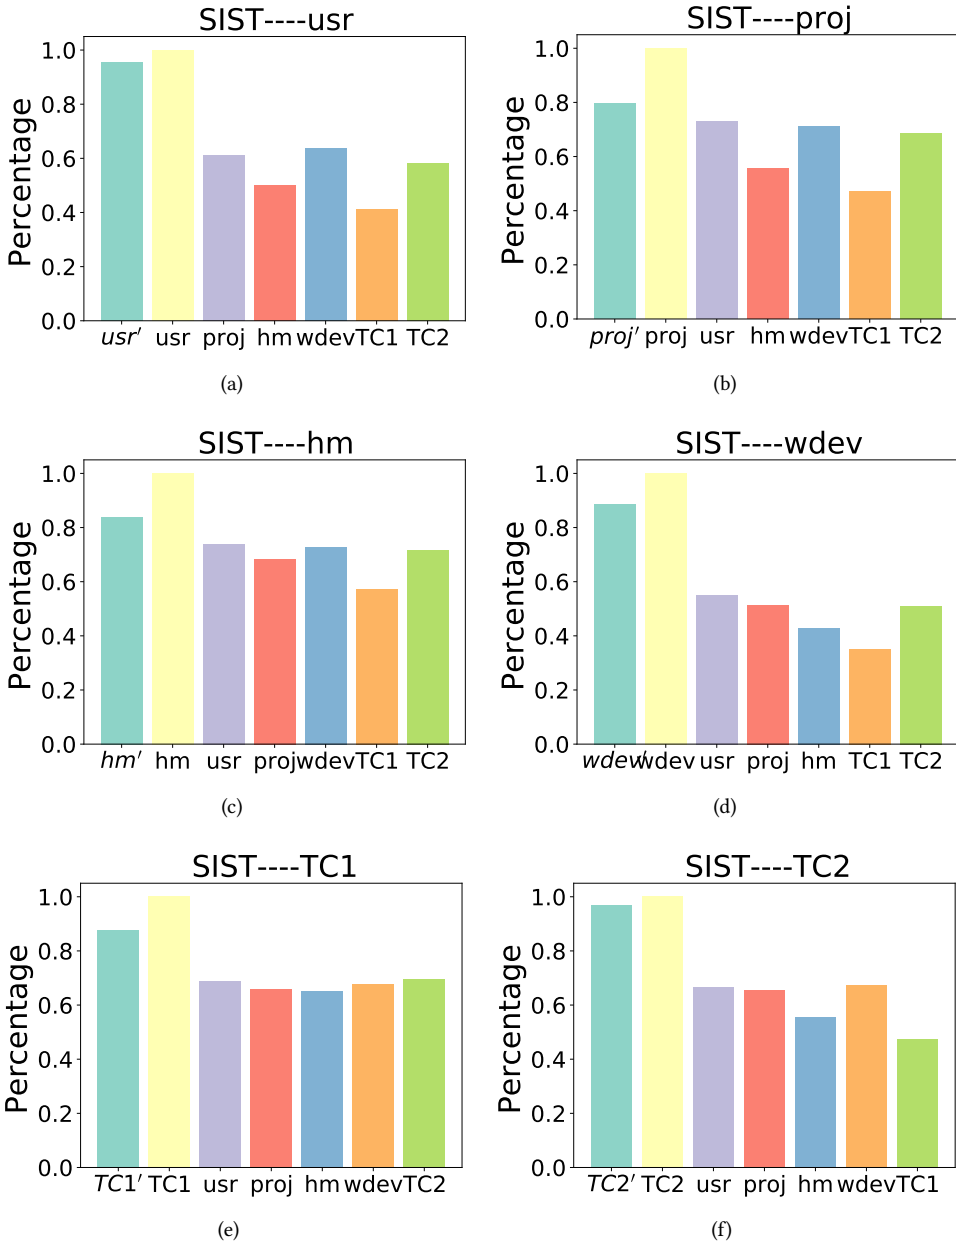 SIST----usr
Percentage
1.0
0.8
0.6
0.4
0.2
0.0
usr′ usr proj hm wdev TC1 TC2
(a)
SIST----proj
Percentage
1.0
0.8
0.6
0.4
0.2
0.0
proj′ proj usr hm wdev TC1 TC2
(b)
SIST----hm
Percentage
1.0
0.8
0.6
0.4
0.2
0.0
hm′ hm usr proj wdev TC1 TC2
(c)
SIST----wdev
Percentage
1.0
0.8
0.6
0.4
0.2
0.0
wdev′ wdev usr proj hm TC1 TC2
(d)
SIST----TC1
Percentage
1.0
0.8
0.6
0.4
0.2
0.0
TC1′ TC1 usr proj hm wdev TC2
(e)
SIST----TC2
Percentage
1.0
0.8
0.6
0.4
0.2
0.0
TC2′ TC2 usr proj hm wdev TC1
(f)